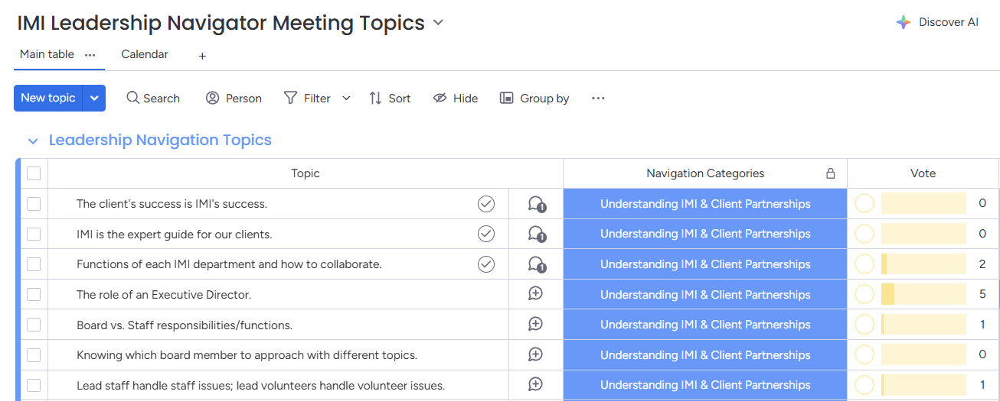 IMI Leadership Navigator Meeting Topics
Discover AI
Main table ... Calendar +
New topic Search Person Filter Sort Hide Group by ...
Leadership Navigation Topics
Topic Navigation Categories Vote
The client's success is IMI's success. 1 Understanding IMI & Client Partnerships 0
IMI is the expert guide for our clients. 1 Understanding IMI & Client Partnerships 0
Functions of each IMI department and how to collaborate. 1 Understanding IMI & Client Partnerships 2
The role of an Executive Director. Understanding IMI & Client Partnerships 5
Board vs. Staff responsibilities/functions. Understanding IMI & Client Partnerships 1
Knowing which board member to approach with different topics. Understanding IMI & Client Partnerships 0
Lead staff handle staff issues; lead volunteers handle volunteer issues. Understanding IMI & Client Partnerships 1